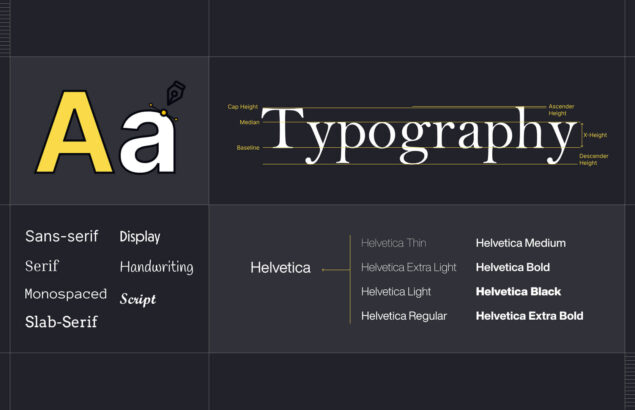 Aa
Cap Height
Median
Baseline
Typography
Ascender
Height
X-Height
Descender
Height
Sans-serif
Serif
Monospaced
Slab-Serif
Display
Handwriting
Script
Helvetica
Helvetica Thin
Helvetica Extra Light
Helvetica Light
Helvetica Regular
Helvetica Medium
Helvetica Bold
Helvetica Black
Helvetica Extra Bold